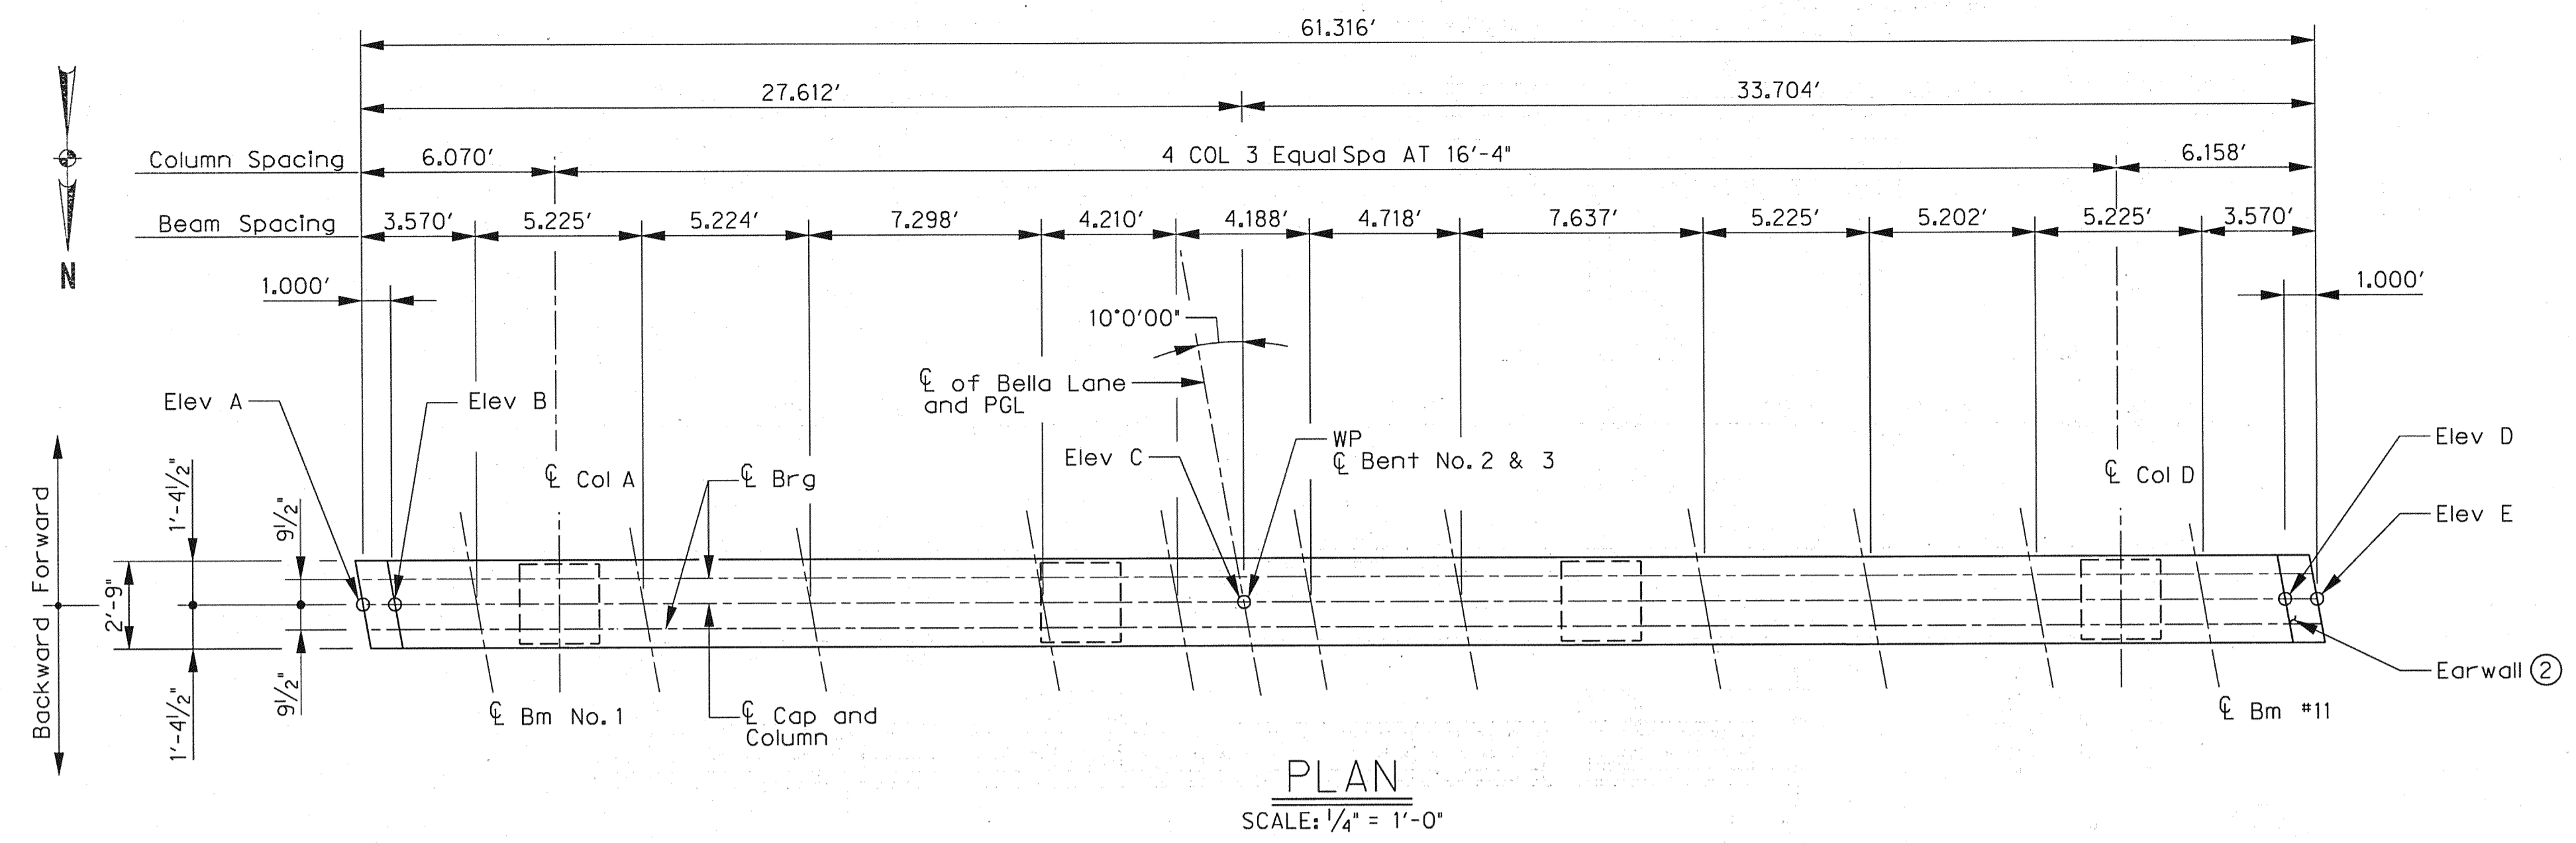 61.316'
27.612'
33.704'
Column Spacing
6.070'
4 COL 3 Equal Spa AT 16'-4"
6.158'
Beam Spacing
3.570'
5.225'
5.224'
7.298'
4.210'
4.188'
4.718'
7.637'
5.225'
5.202'
5.225'
3.570'
N
1.000'
1.000'
10°0'00"
℄ of Bella Lane
and PGL
Elev A
Elev B
Elev C
WP
℄ Bent No. 2 & 3
Elev D
Elev E
℄ Col A
℄ Brg
℄ Col D
Backward Forward
2'-9"
1'-4½"
1'-4½"
9½"
9½"
℄ Bm No. 1
℄ Cap and
Column
Earwall ②
℄ Bm #11
PLAN
SCALE: ¼" = 1'-0"